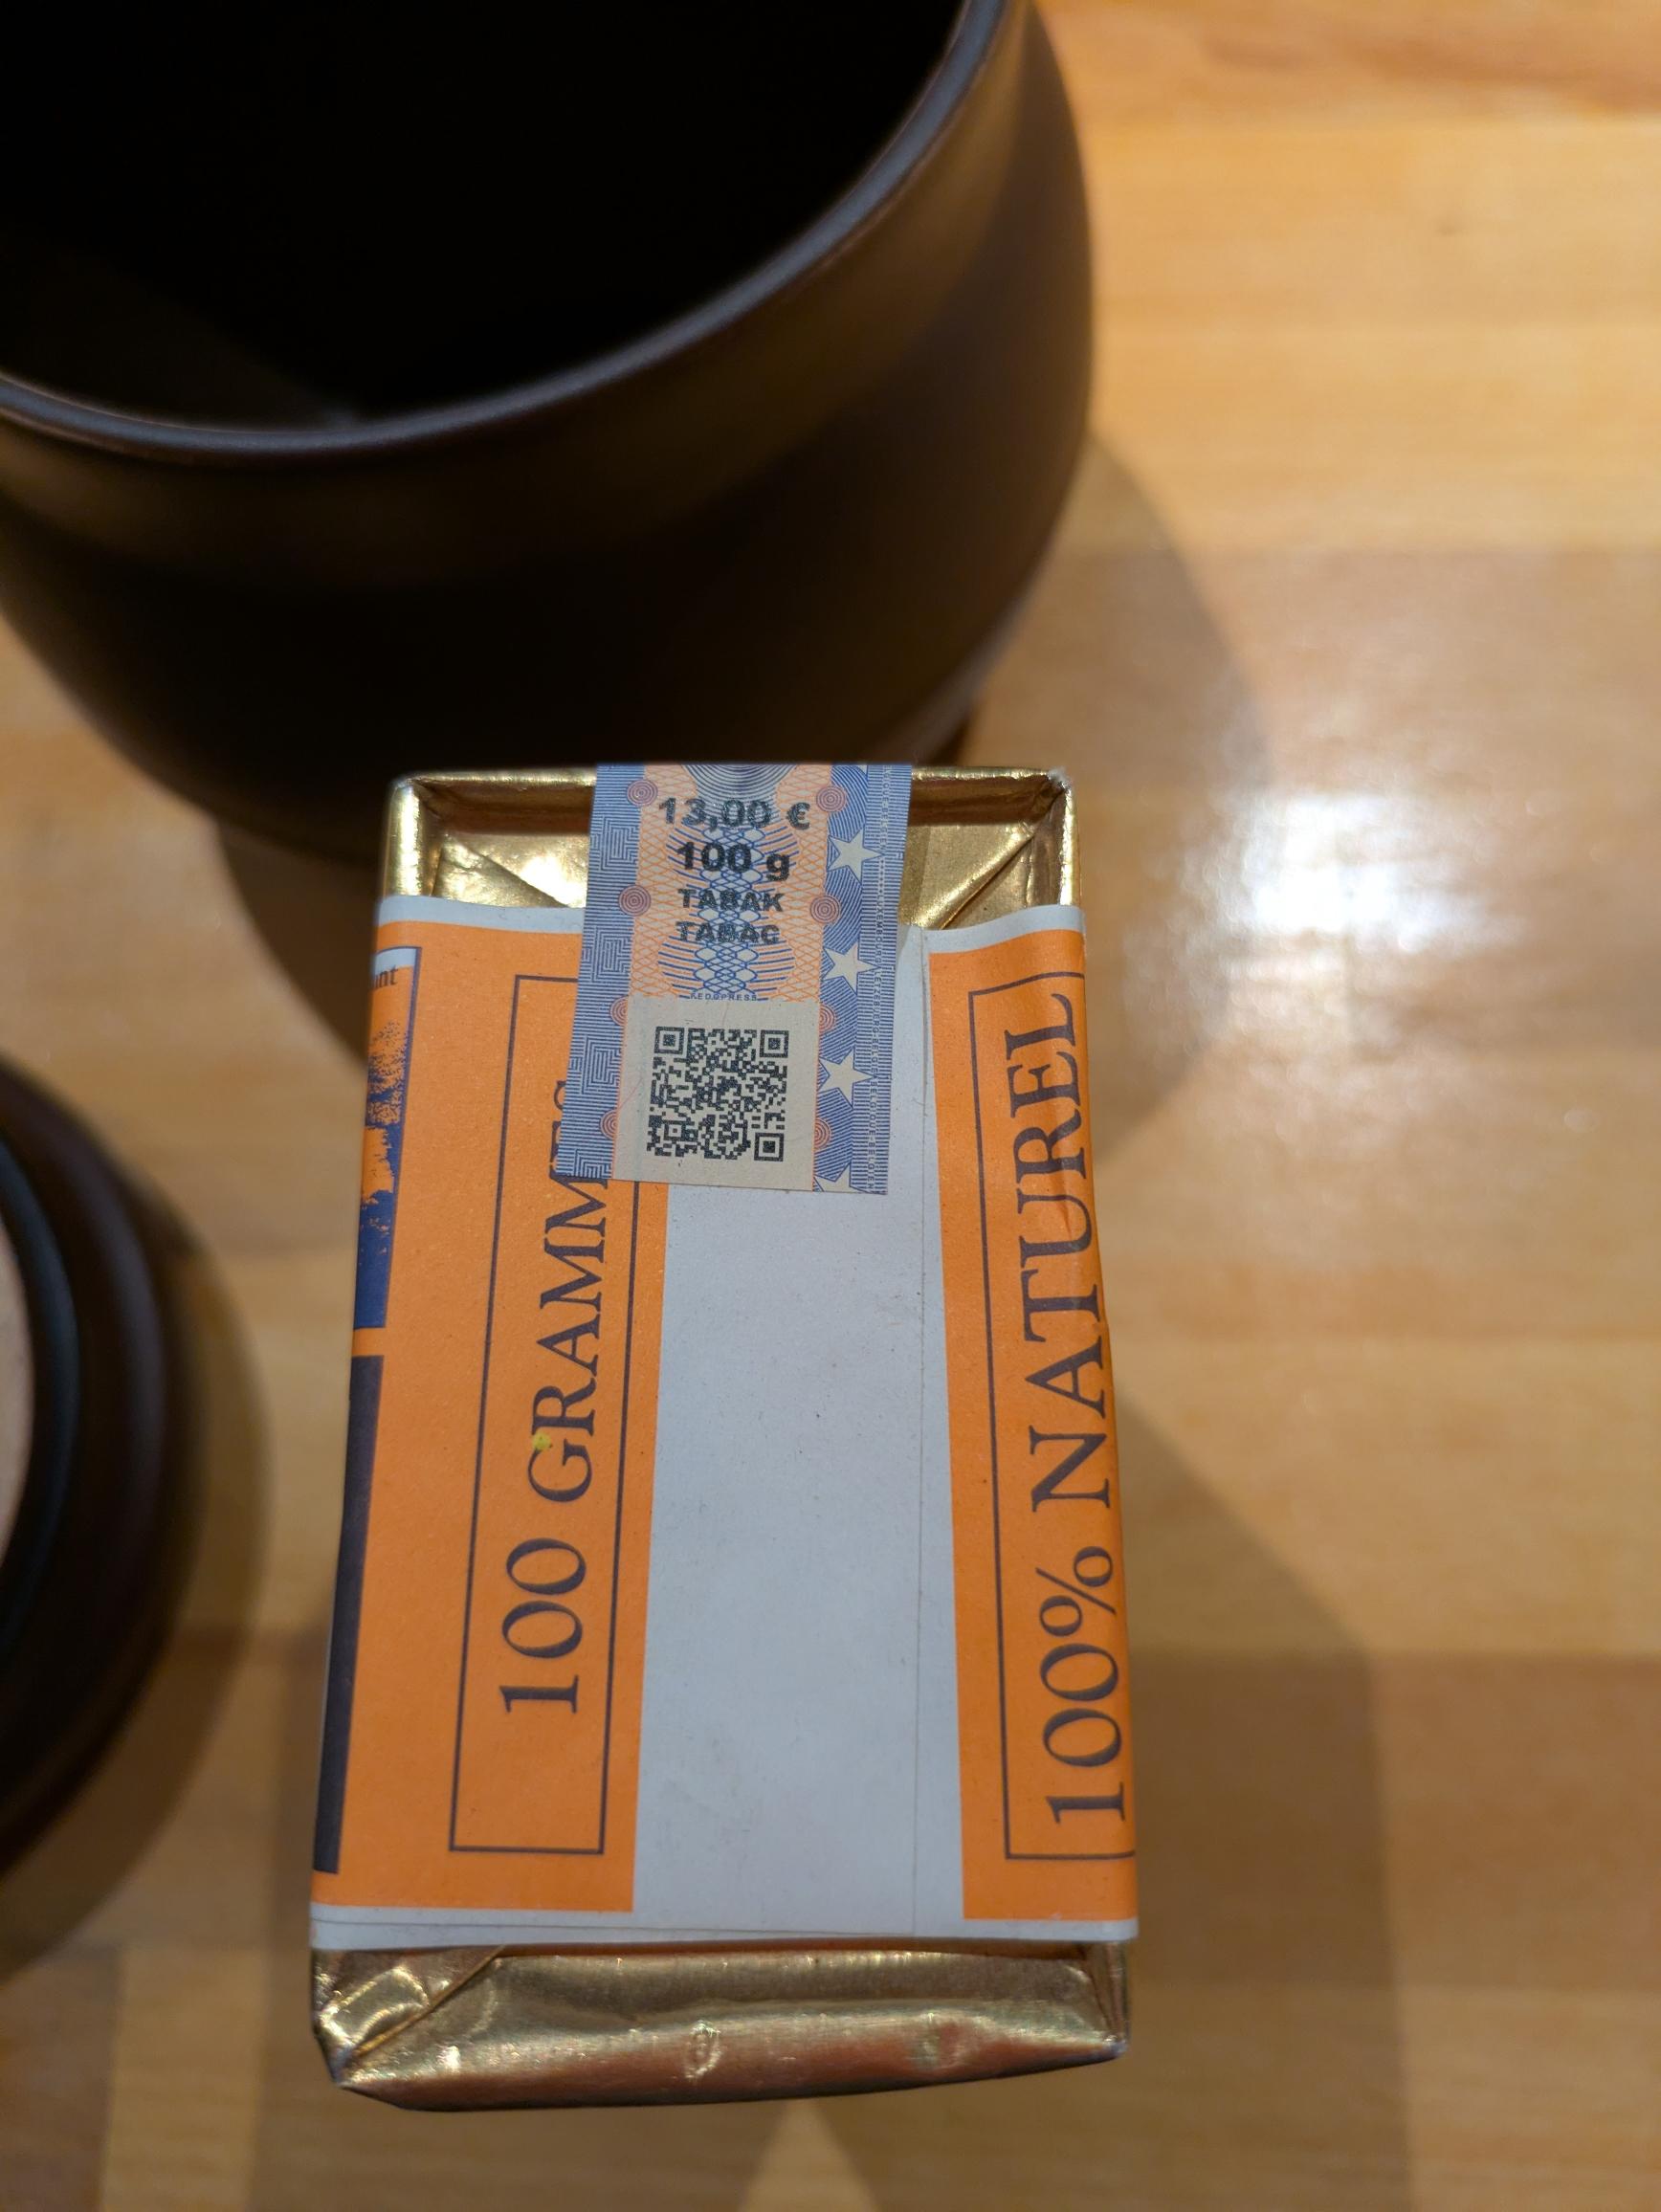 13,00 €
100 g
TABAK
TABAC
100 GRAMMES
100% NATUREL